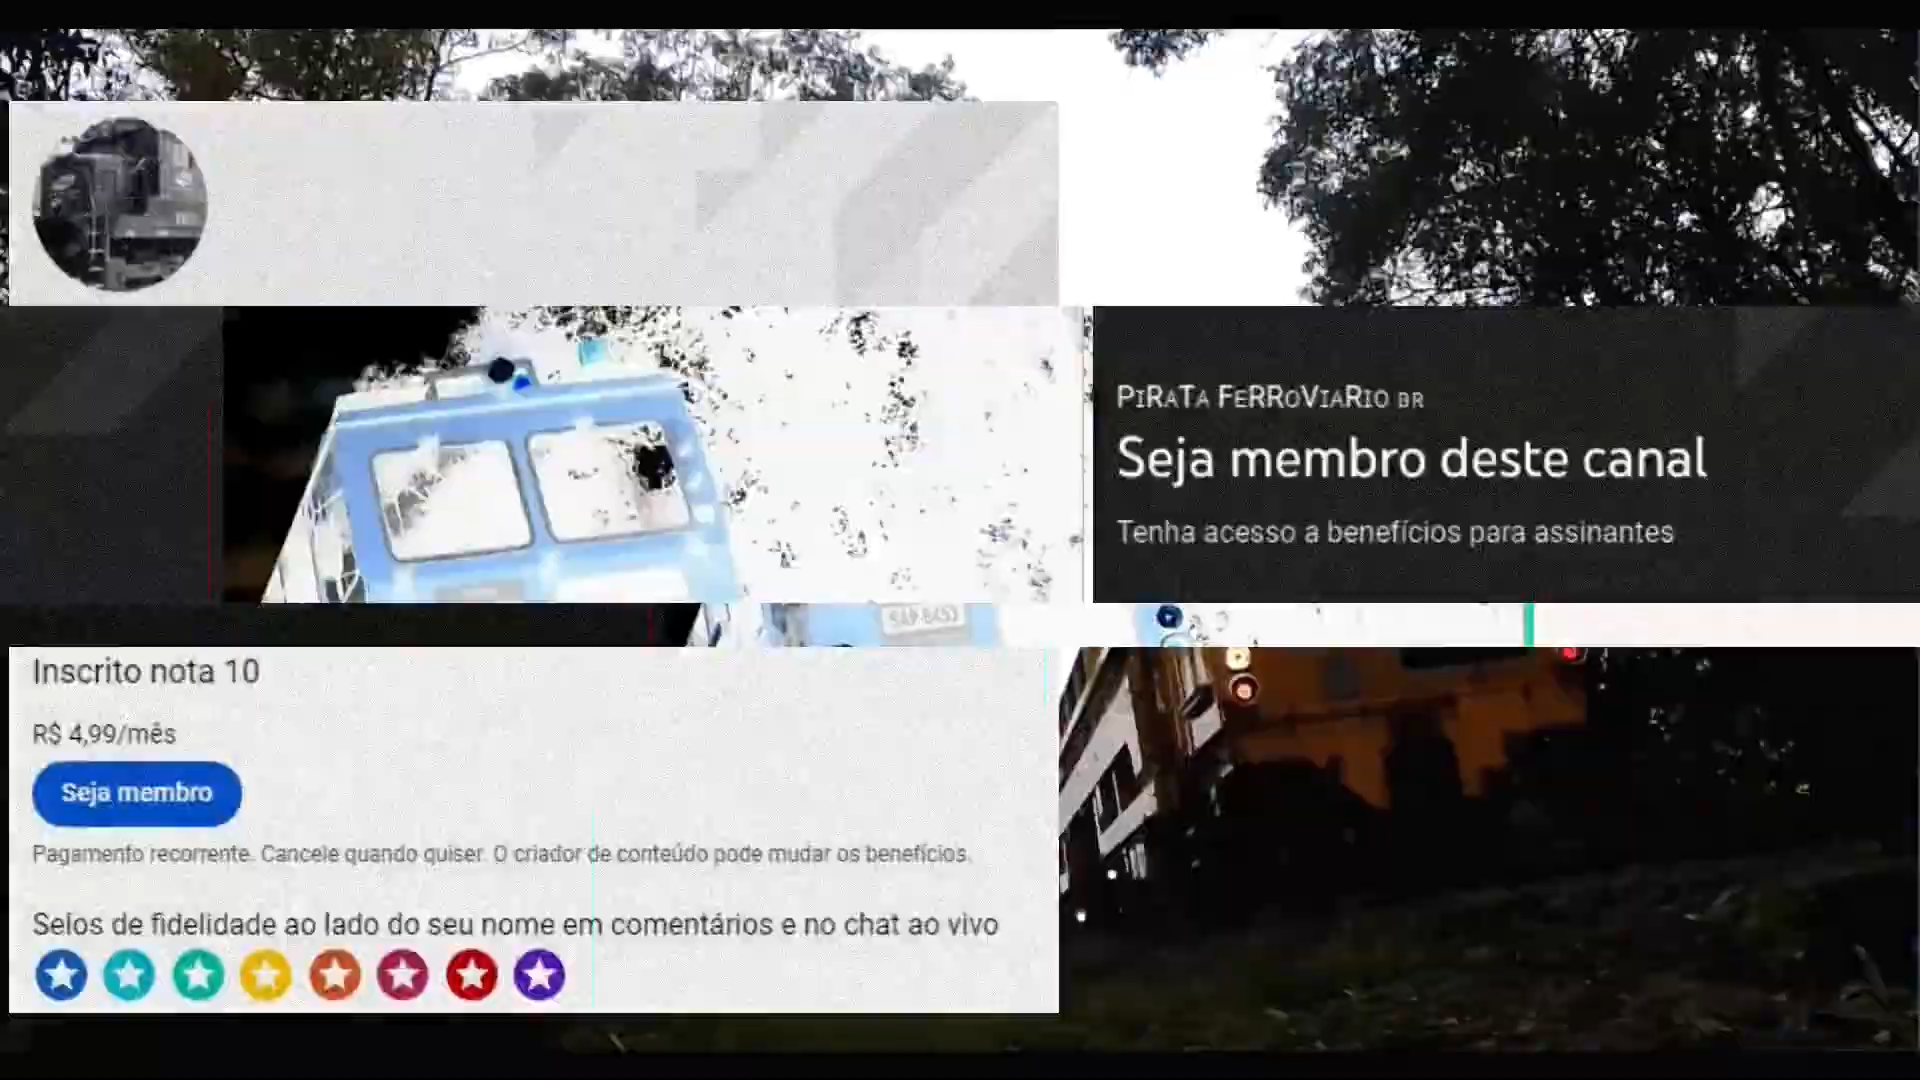 PiRaTa FeRRoViaRio BR
Seja membro deste canal
Tenha acesso a benefícios para assinantes
Inscrito nota 10
R$ 4,99/mês
Seja membro
Pagamento recorrente. Cancele quando quiser. O criador de conteúdo pode mudar os benefícios.
Selos de fidelidade ao lado do seu nome em comentários e no chat ao vivo